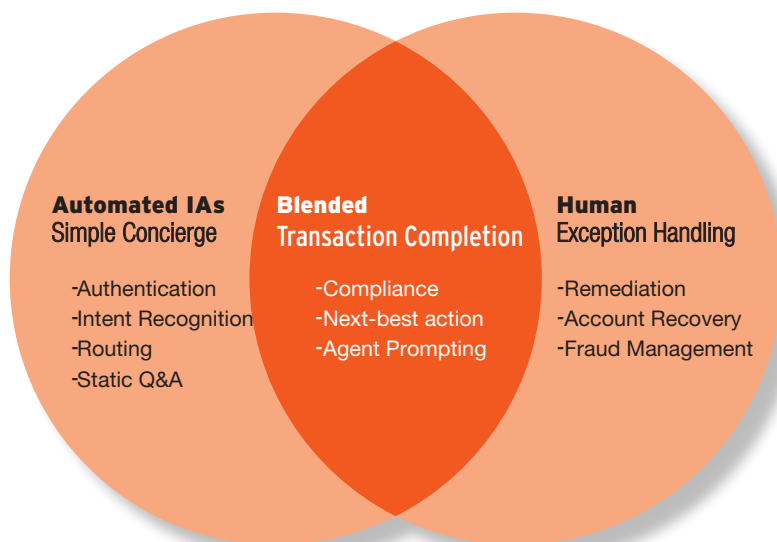 Automated IAs
Simple Concierge
-Authentication
-Intent Recognition
-Routing
-Static Q&A
Blended
Transaction Completion
-Compliance
-Next-best action
-Agent Prompting
Human
Exception Handling
-Remediation
-Account Recovery
-Fraud Management